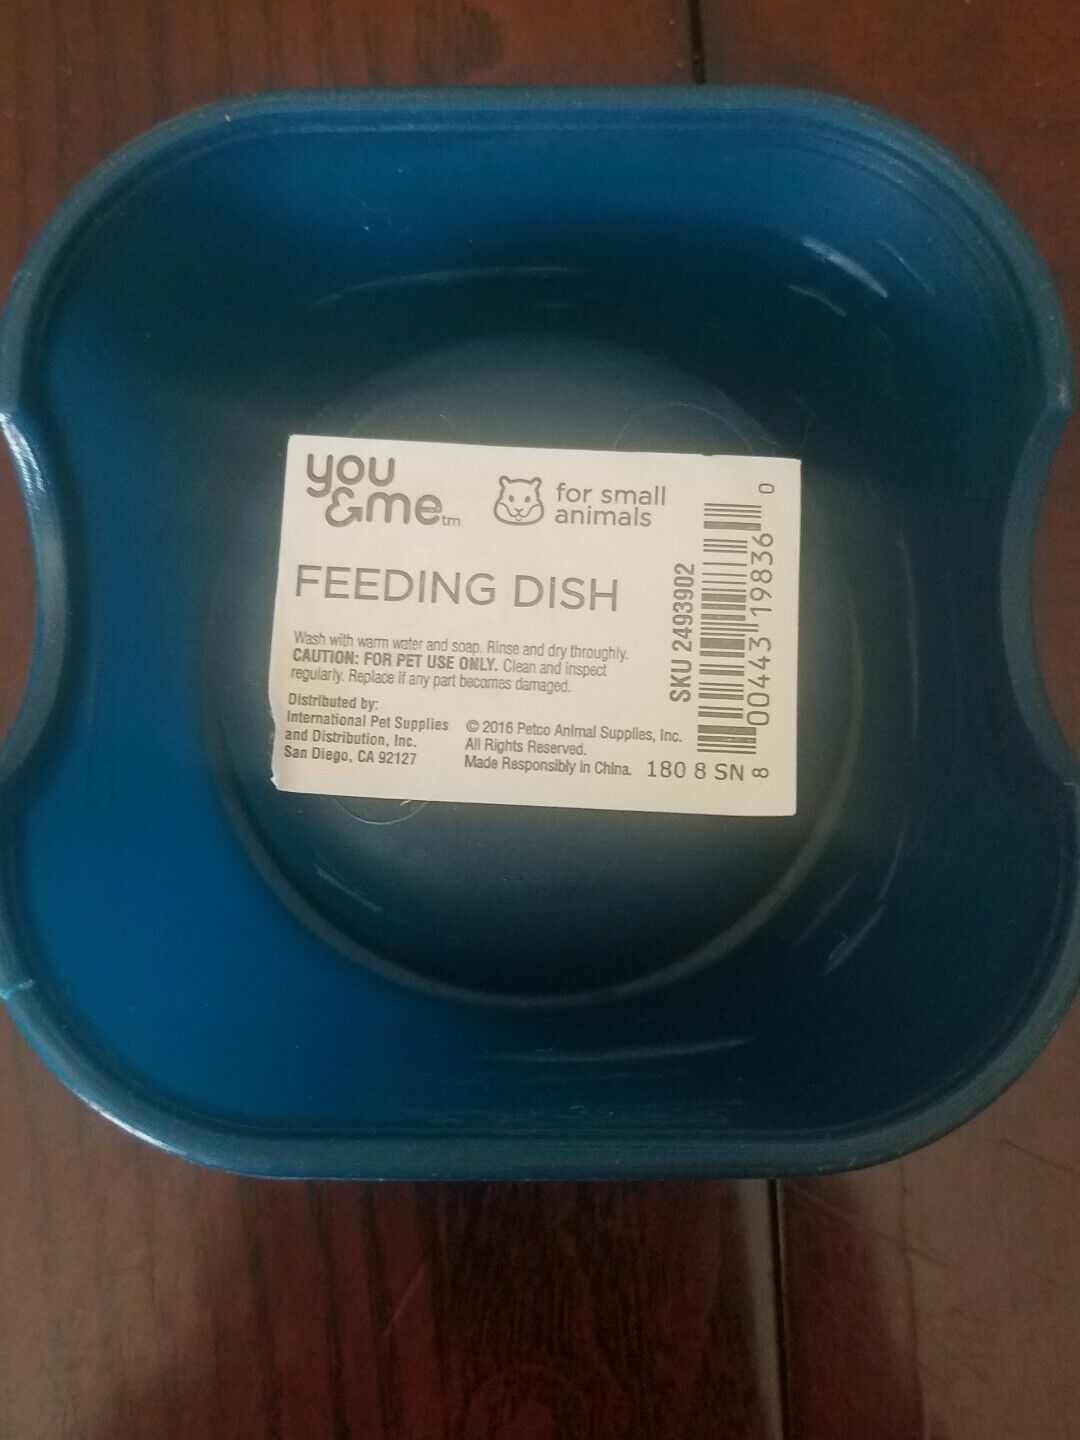 you
&me™
for small
animals
FEEDING DISH
Wash with warm water and soap. Rinse and dry throughly.
CAUTION: FOR PET USE ONLY. Clean and inspect
regularly. Replace if any part becomes damaged.
Distributed by:
International Pet Supplies
and Distribution, Inc.
San Diego, CA 92127
© 2016 Petco Animal Supplies, Inc.
All Rights Reserved.
Made Responsibly in China.
180 8 SN
SKU 2493902
8 00443 19836 0